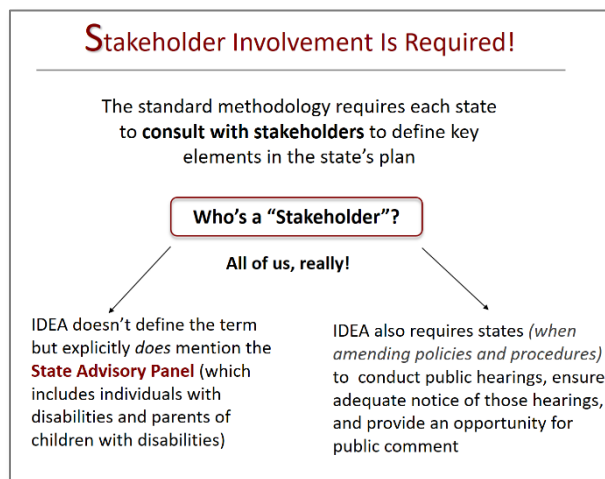 Stakeholder Involvement Is Required!
The standard methodology requires each state
to consult with stakeholders to define key
elements in the state's plan
Who's a “Stakeholder”?
All of us, really!
IDEA doesn't define the term
but explicitly does mention the
State Advisory Panel (which
includes individuals with
disabilities and parents of
children with disabilities)
IDEA also requires states (when
amending policies and procedures)
to conduct public hearings, ensure
adequate notice of those hearings,
and provide an opportunity for
public comment